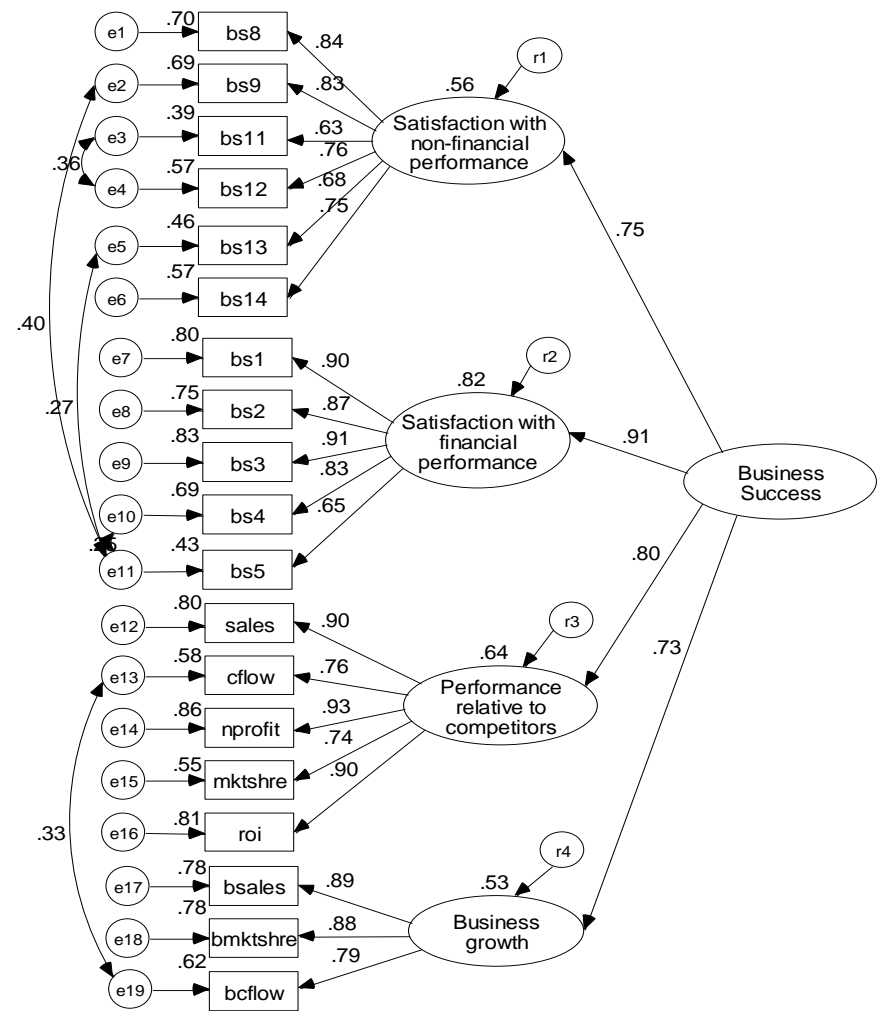 .70
e1
bs8
.84
r1
.69
e2
bs9
.83
.56
Satisfaction with
non-financial
performance
.39
e3
bs11
.63
.36
.76
.57
e4
bs12
.68
.75
.46
e5
bs13
.57
e6
bs14
.75
.40
.80
e7
bs1
.90
r2
.82
.75
e8
bs2
.87
.27
Satisfaction with
financial
performance
.91
.83
e9
bs3
.91
.83
Business
Success
.69
e10
bs4
.65
.43
e11
bs5
.80
.80
e12
sales
.90
r3
.64
.73
.58
e13
cflow
.76
Performance
relative to
competitors
.86
e14
nprofit
.93
.74
.55
e15
mktshre
.90
.81
e16
roi
.33
.78
e17
bsales
.89
r4
.53
.78
e18
bmktshre
.88
Business
growth
.62
e19
bcflow
.79